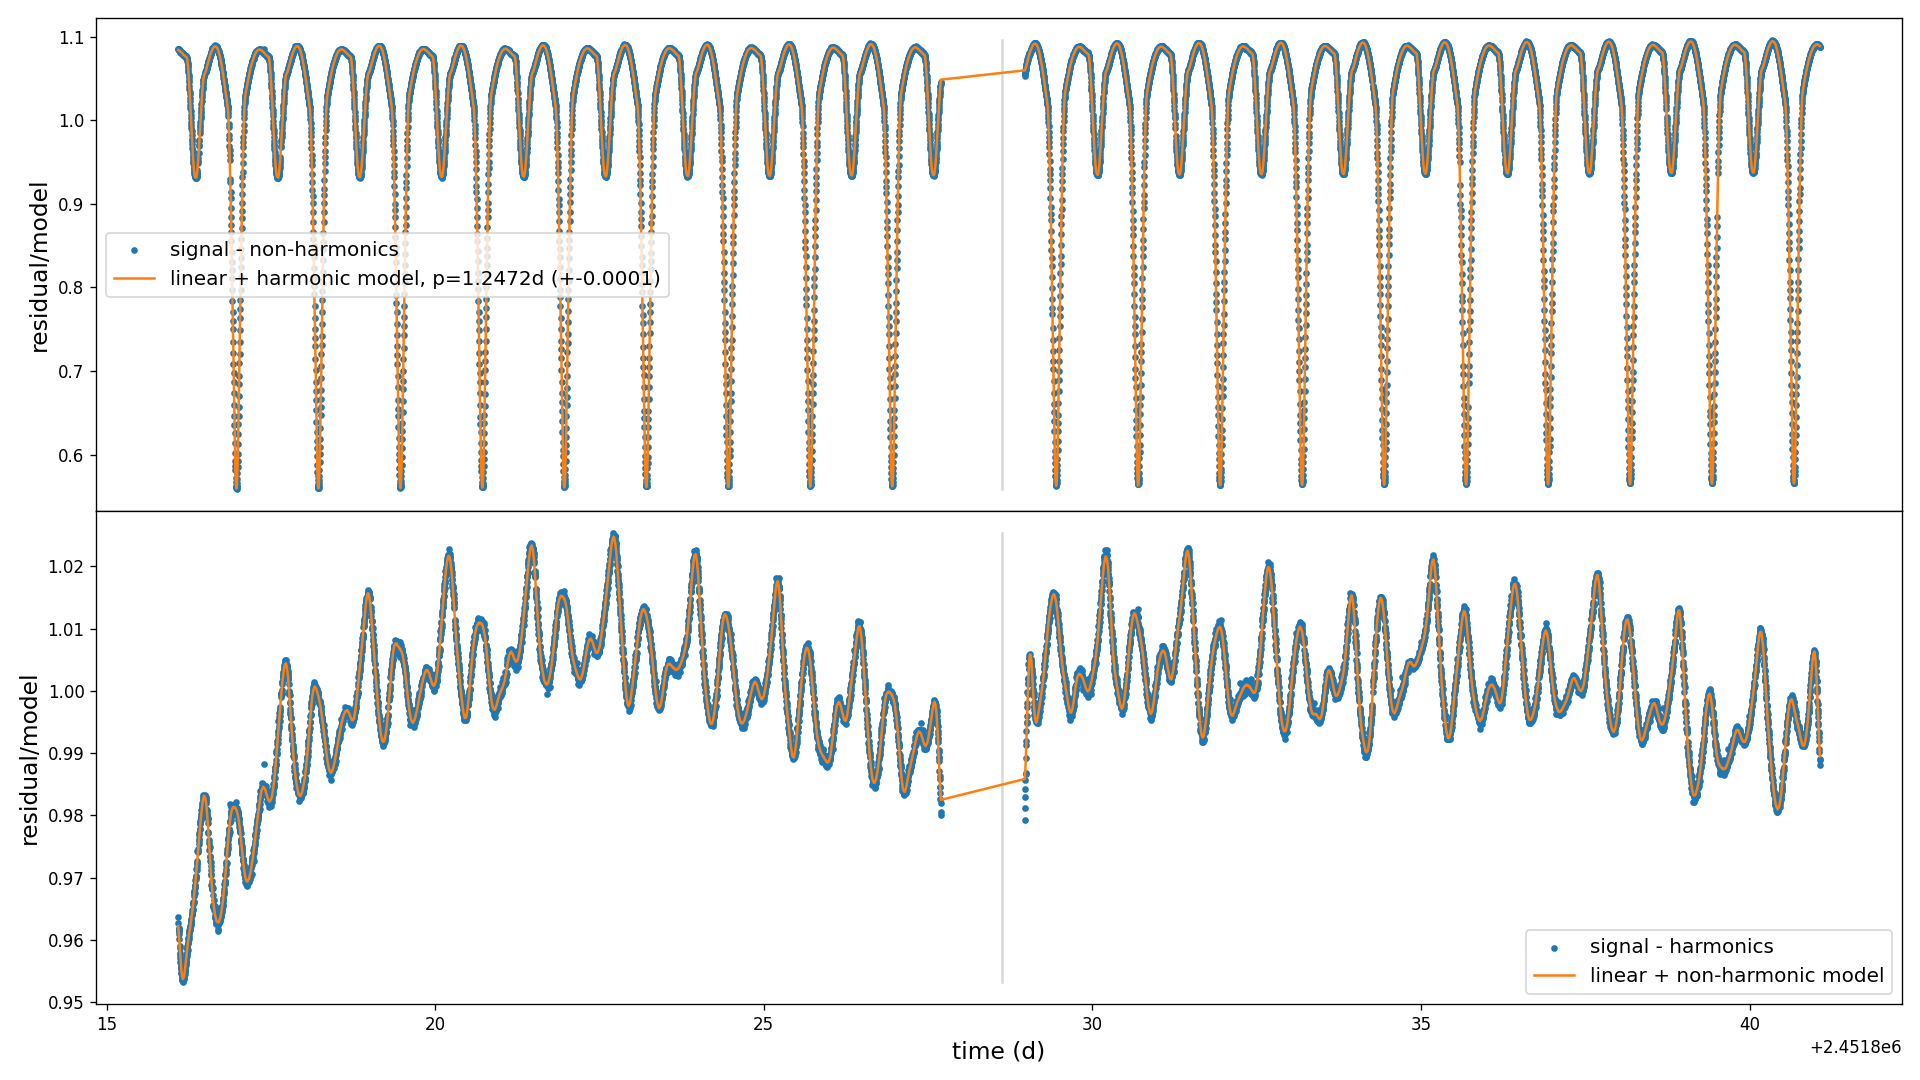 1.1
1.0
0.9
0.8
0.7
0.6
residual/model
signal - non-harmonics
linear + harmonic model, p=1.2472d (+-0.0001)
1.02
1.01
1.00
0.99
0.98
0.97
0.96
0.95
residual/model
signal - harmonics
linear + non-harmonic model
15
20
25
30
35
40
time (d)
+2.4518e6